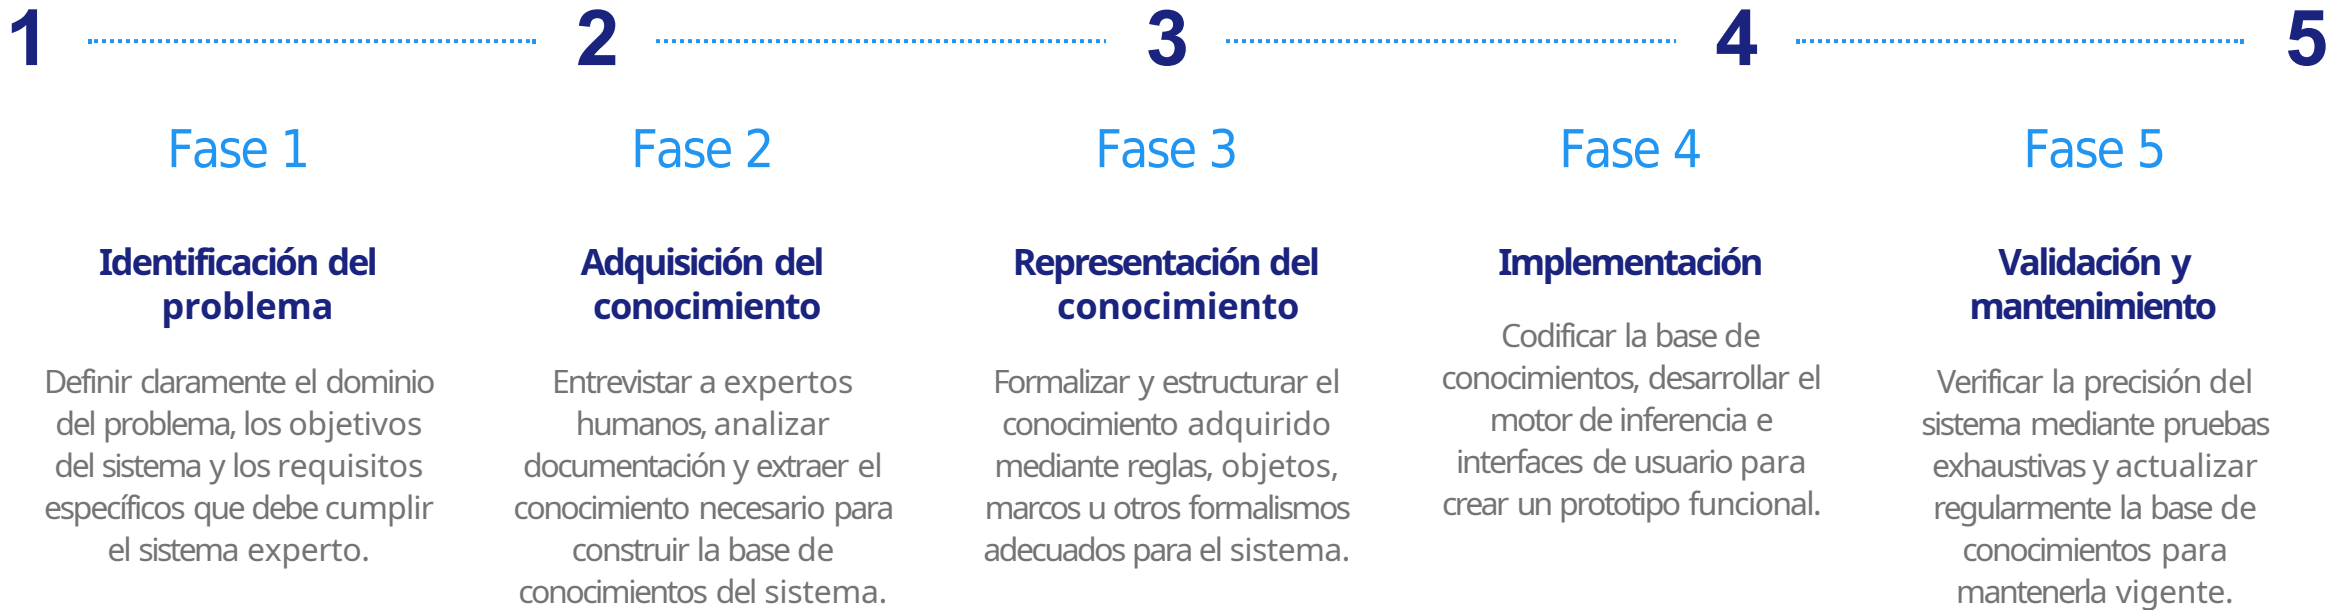 1
2
3
4
5
Fase 1
Identificación del
problema
Definir claramente el dominio
del problema, los objetivos
del sistema y los requisitos
específicos que debe cumplir
el sistema experto.
Fase 2
Adquisición del
conocimiento
Entrevistar a expertos
humanos, analizar
documentación y extraer el
conocimiento necesario para
construir la base de
conocimientos del sistema.
Fase 3
Representación del
conocimiento
Formalizar y estructurar el
conocimiento adquirido
mediante reglas, objetos,
marcos u otros formalismos
adecuados para el sistema.
Fase 4
Implementación
Codificar la base de
conocimientos, desarrollar el
motor de inferencia e
interfaces de usuario para
crear un prototipo funcional.
Fase 5
Validación y
mantenimiento
Verificar la precisión del
sistema mediante pruebas
exhaustivas y actualizar
regularmente la base de
conocimientos para
mantenerla vigente.